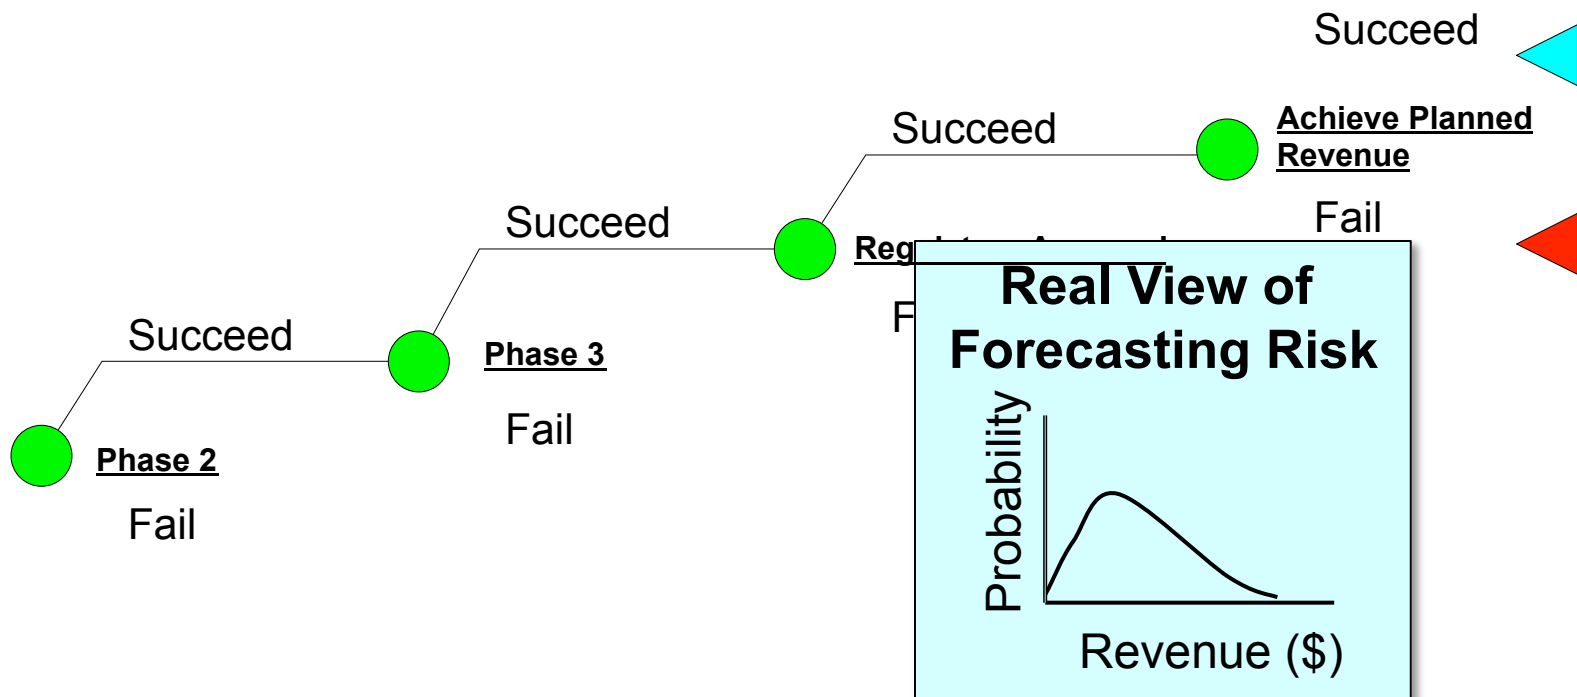 Succeed
Achieve Planned
Revenue
Succeed
Fail
Succeed
Real View of
Forecasting Risk
Succeed
Phase 3
Fail
Probability
Phase 2
Fail
Revenue ($)